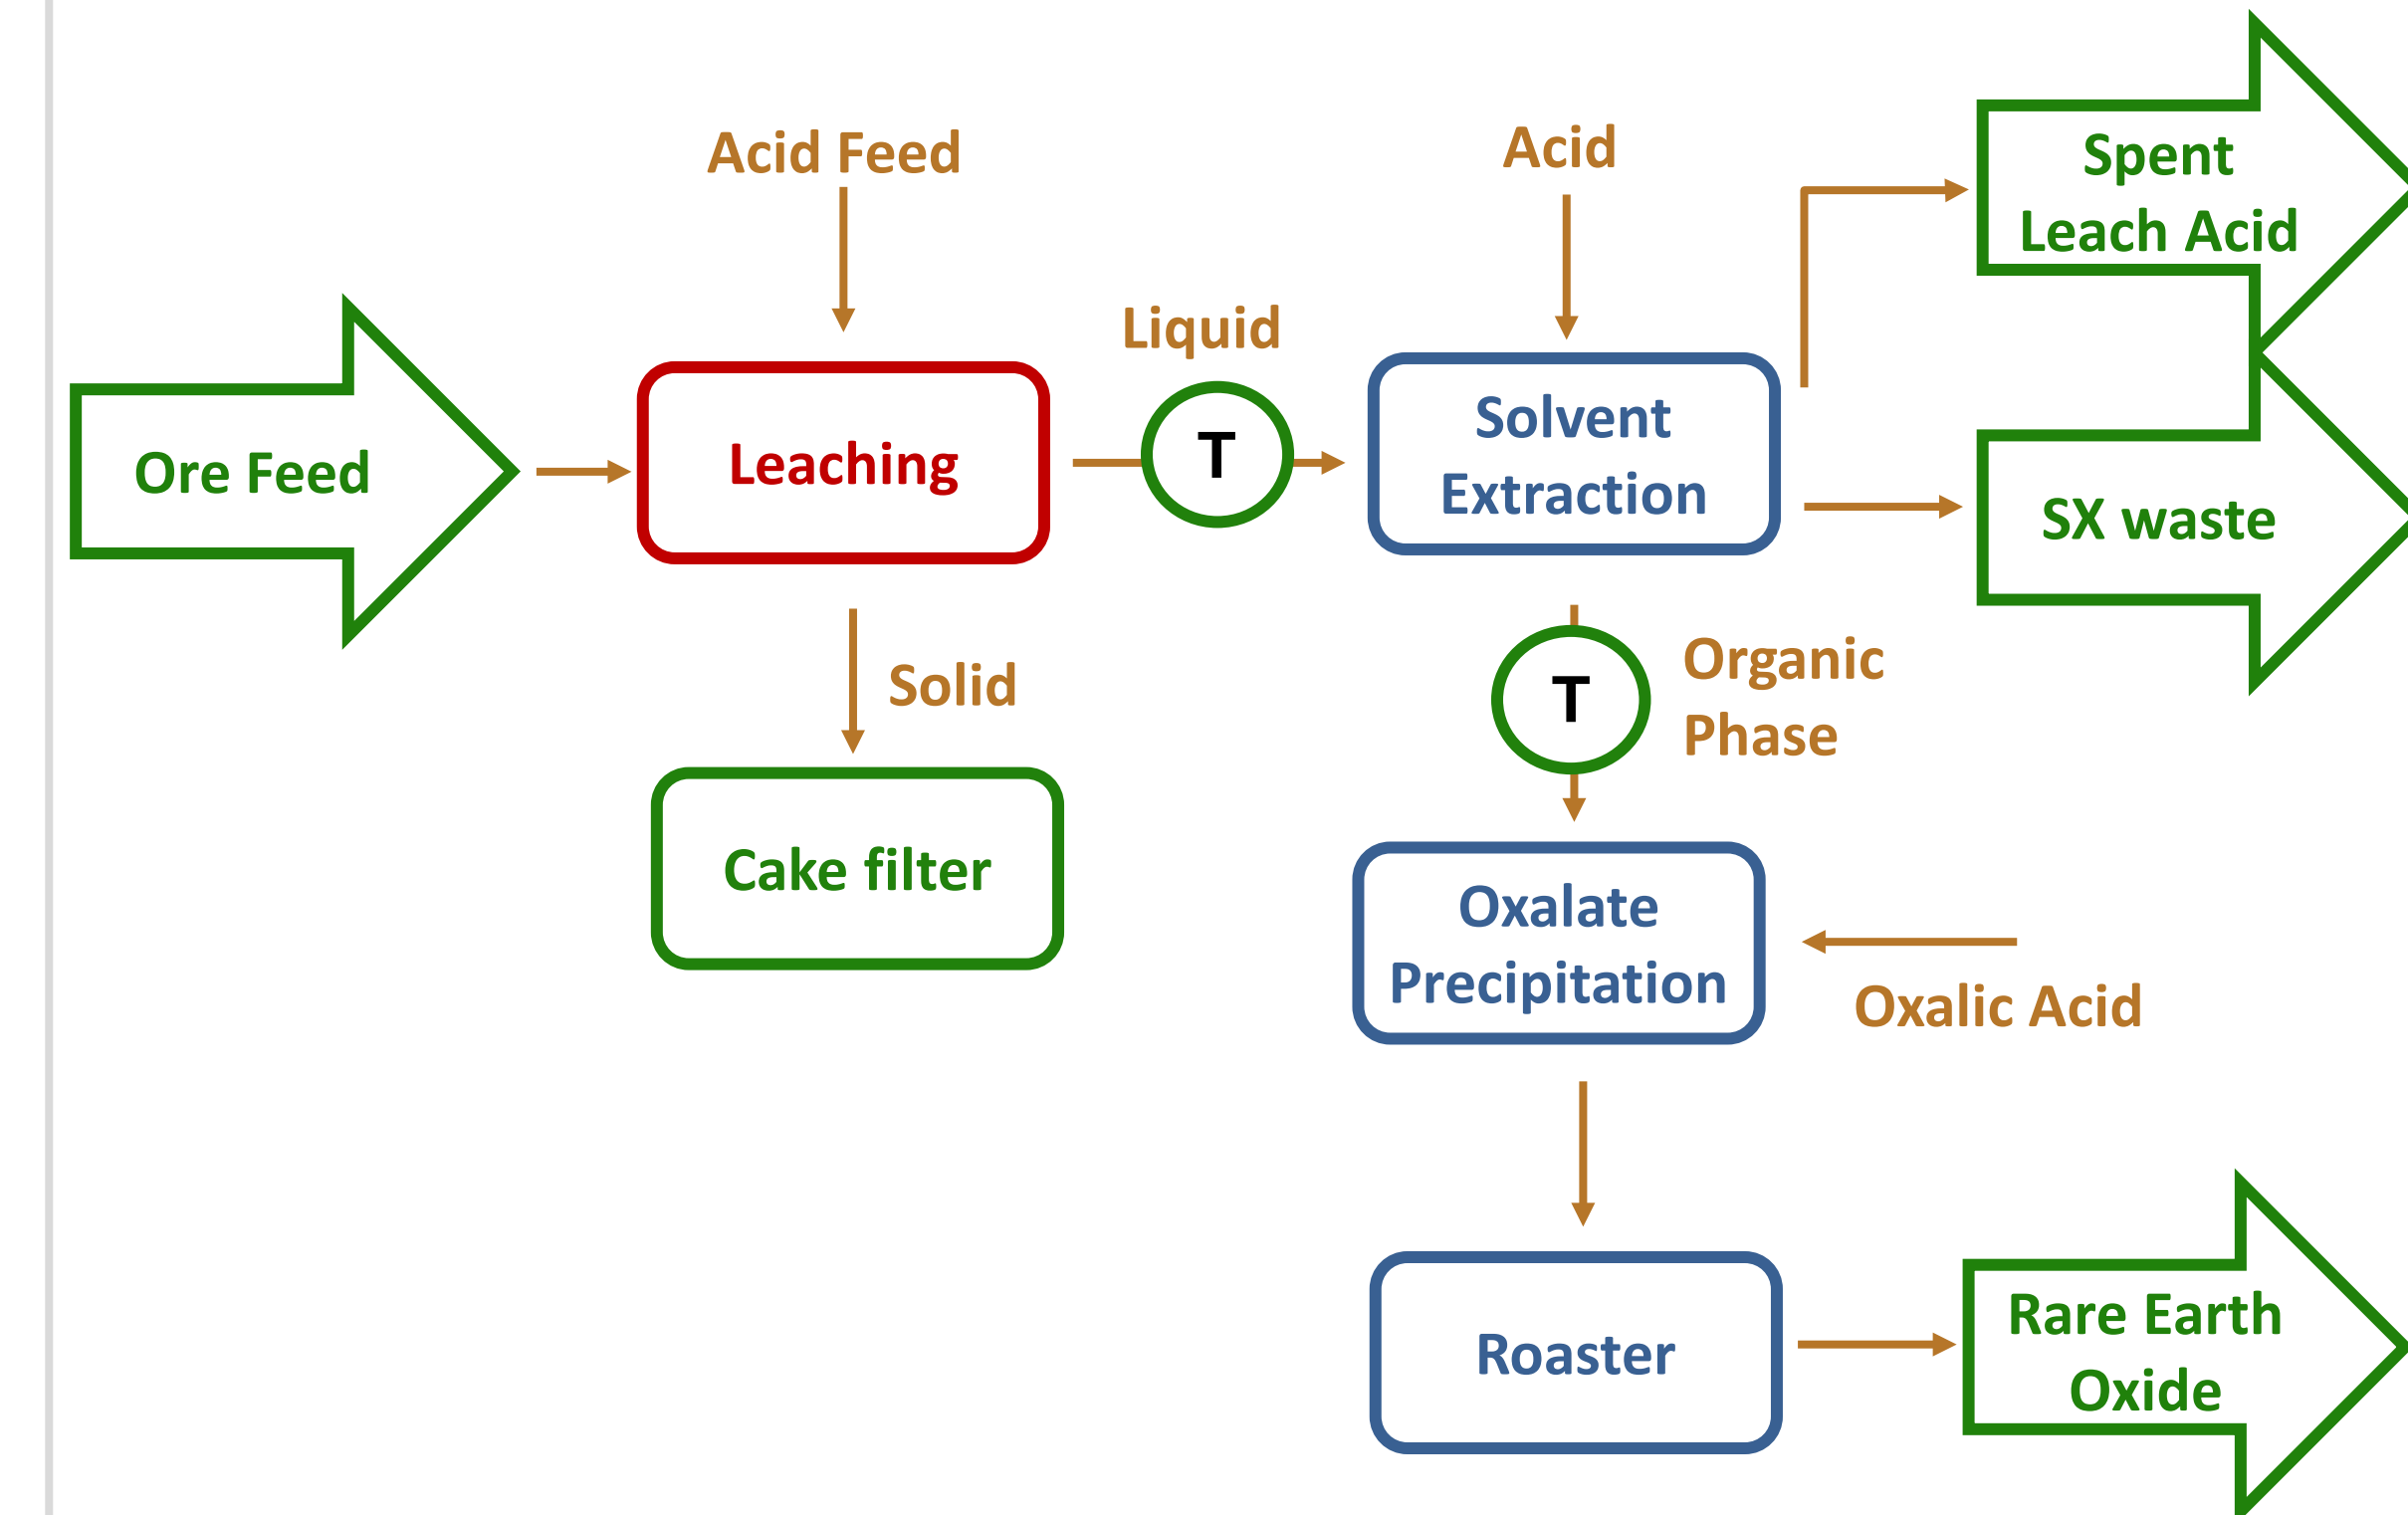 Acid Feed
Acid
Spent
Leach Acid
Liquid
Ore Feed
Leaching
T
Solvent
Extraction
SX waste
Solid
T
Organic
Phase
Cake filter
Oxalate
Precipitation
Oxalic Acid
Roaster
Rare Earth
Oxide